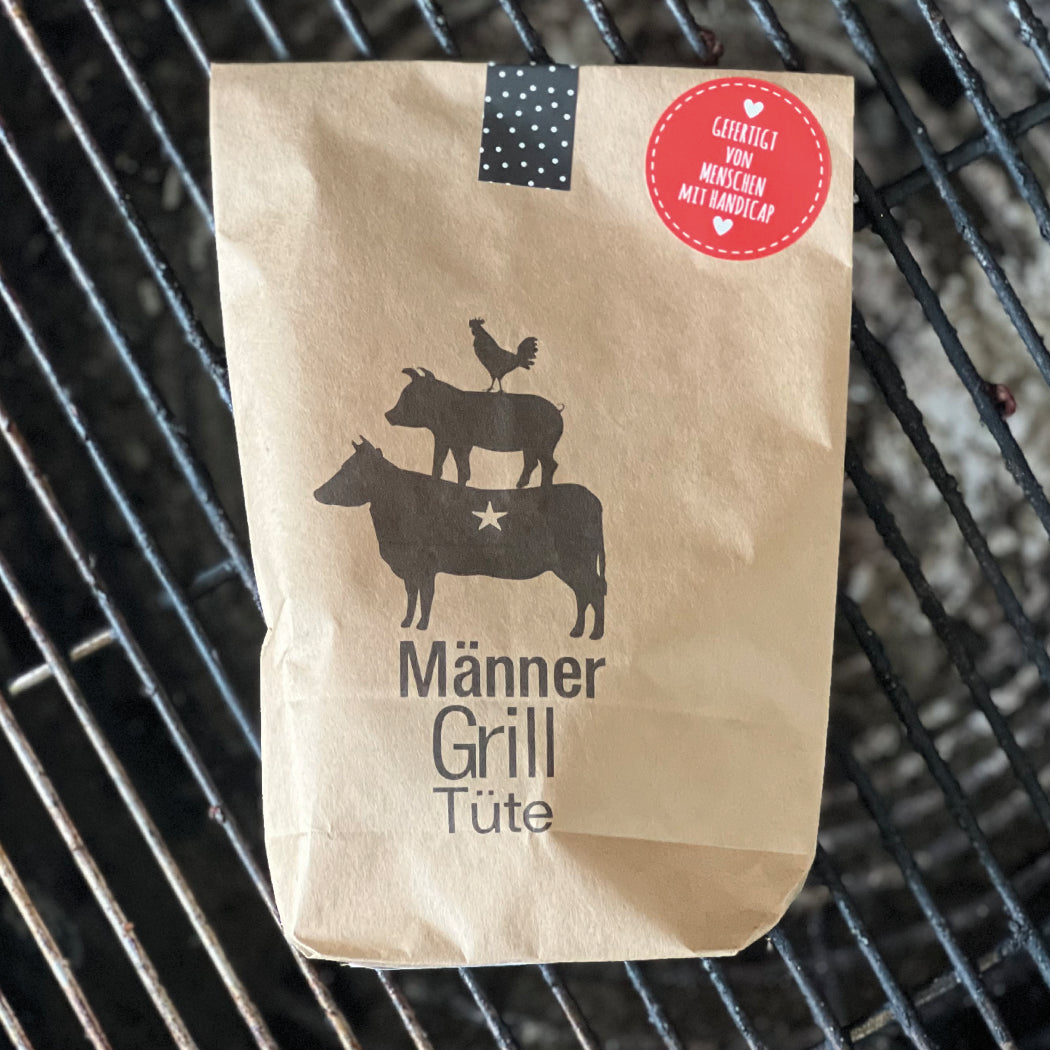 GEFERTIGT
VON
MENSCHEN
MIT HANDICAP
Männer
Grill
Tüte